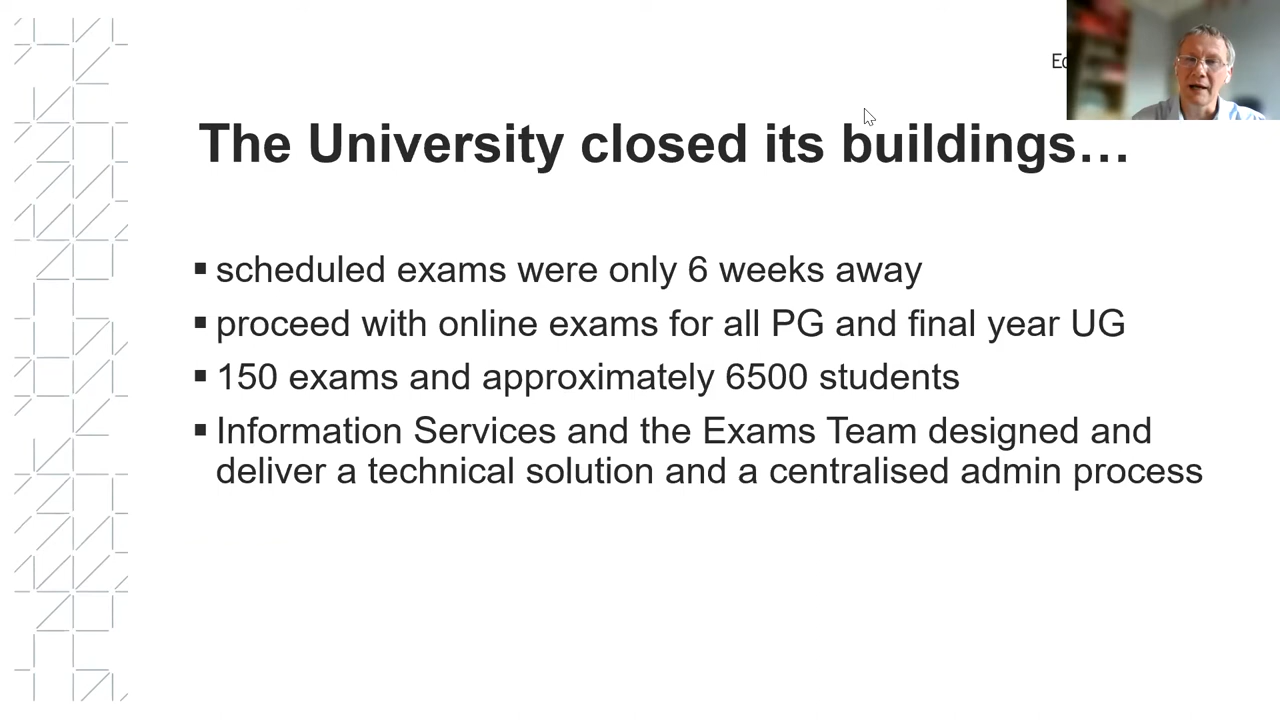 The University closed its buildings…
▪ scheduled exams were only 6 weeks away
▪ proceed with online exams for all PG and final year UG
▪ 150 exams and approximately 6500 students
▪ Information Services and the Exams Team designed and
deliver a technical solution and a centralised admin process